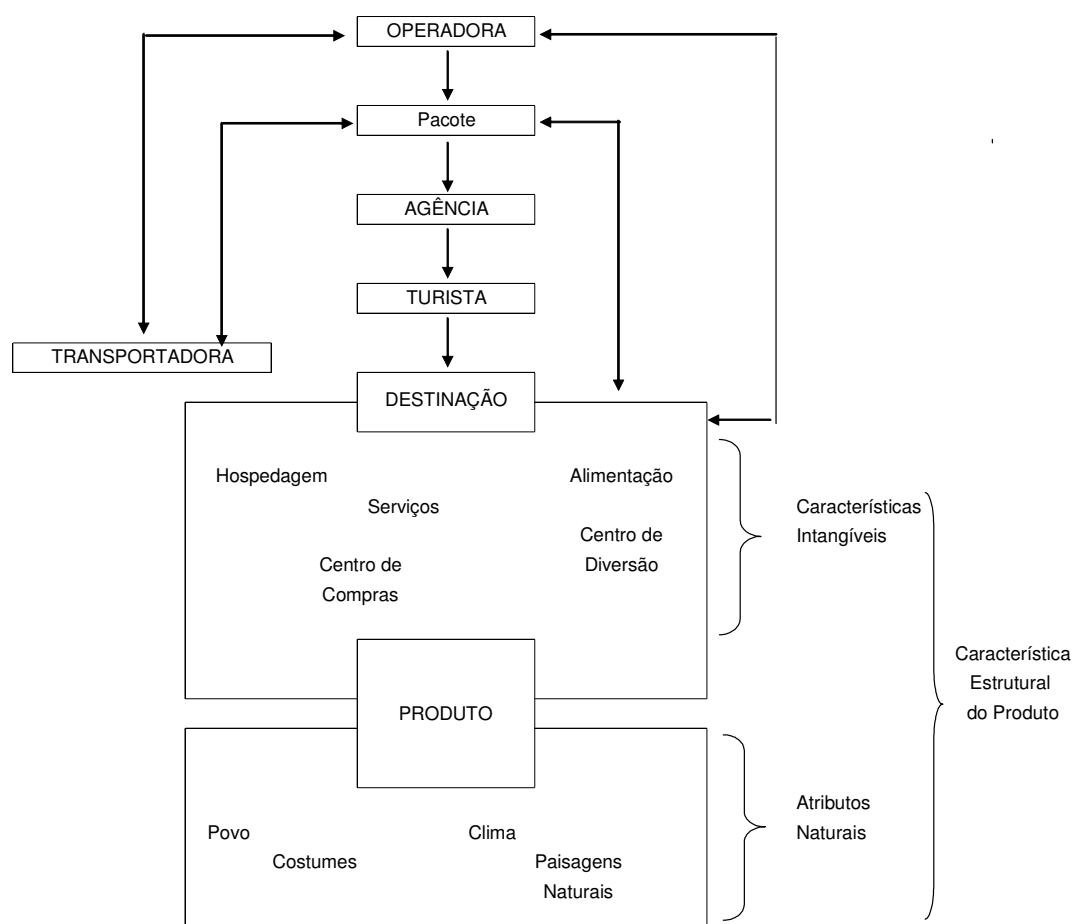 OPERADORA
Pacote
AGÊNCIA
TURISTA
TRANSPORTADORA
DESTINAÇÃO
Hospedagem
Alimentação
Serviços
Centro de
Diversão
Centro de
Compras
Características
Intangíveis
Característica
Estrutural
do Produto
PRODUTO
Atributos
Naturais
Povo
Clima
Costumes
Paisagens
Naturais